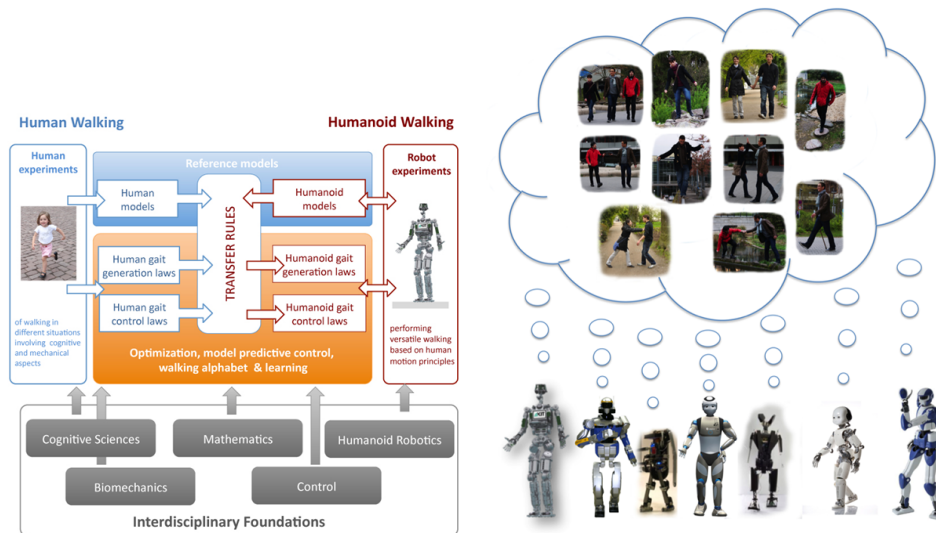 Human Walking
Humanoid Walking
Human
experiments
of walking in
different situations
involving cognitive
and mechanical
aspects
Reference models
Human
models
Humanoid
models
TRANSFER RULES
Human gait
generation laws
Humanoid gait
generation laws
Human gait
control laws
Humanoid gait
control laws
Optimization, model predictive control,
walking alphabet & learning
Robot
experiments
performing
versatile walking
based on human
motion principles
Cognitive Sciences
Mathematics
Humanoid Robotics
Biomechanics
Control
Interdisciplinary Foundations